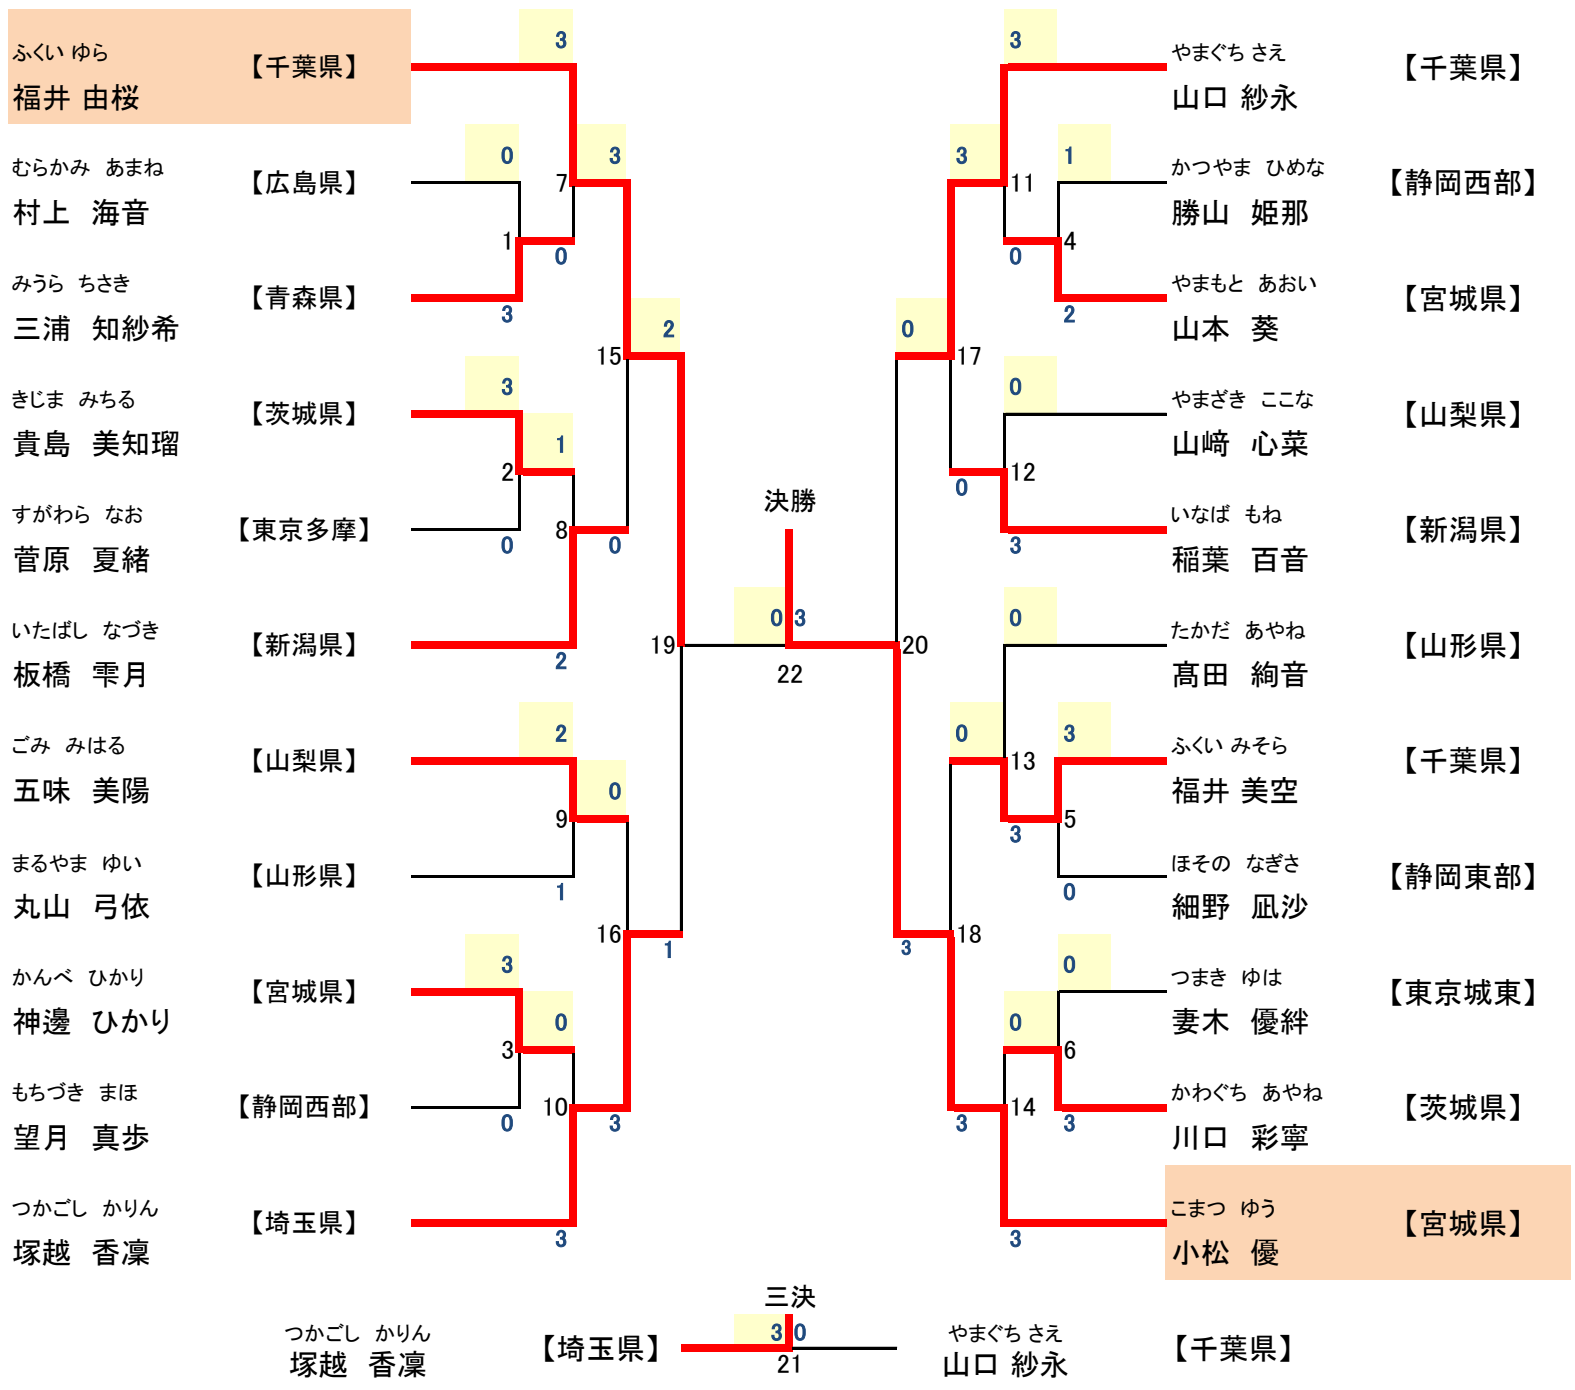 ふくい ゆら
福井 由桜
【千葉県】
3
むらかみ あまね
村上 海音
【広島県】
0
3
7
1
0
みうら ちさき
三浦 知紗希
【青森県】
3
15
2
きじま みちる
貴島 美知瑠
【茨城県】
3
1
2
8
0
すがわら なお
菅原 夏緒
【東京多摩】
0
いたばし なづき
板橋 雫月
【新潟県】
2
19
ごみ みはる
五味 美陽
【山梨県】
2
0
9
まるやま ゆい
丸山 弓依
【山形県】
1
16
1
かんべ ひかり
神邊 ひかり
【宮城県】
3
0
3
もちづき まほ
望月 真歩
【静岡西部】
0
10
3
つかごし かりん
塚越 香凜
【埼玉県】
3
決勝
0 3
22
3
やまぐち さえ
山口 紗永
【千葉県】
3
11
1
かつやま ひめな
勝山 姫那
【静岡西部】
0
4
やまもと あおい
山本 葵
【宮城県】
2
0
17
0
やまざき ここな
山﨑 心菜
【山梨県】
0
12
いなば もね
稲葉 百音
【新潟県】
3
20
0
たかだ あやね
髙田 絢音
【山形県】
0
13
3
ふくい みそら
福井 美空
【千葉県】
3
5
ほその なぎさ
細野 凪沙
【静岡東部】
0
3
18
0
つまき ゆは
妻木 優絆
【東京城東】
0
6
かわぐち あやね
川口 彩寧
【茨城県】
3
14
3
こまつ ゆう
小松 優
【宮城県】
3
三決
つかごし かりん
塚越 香凜
【埼玉県】
3 0
21
やまぐち さえ
山口 紗永
【千葉県】